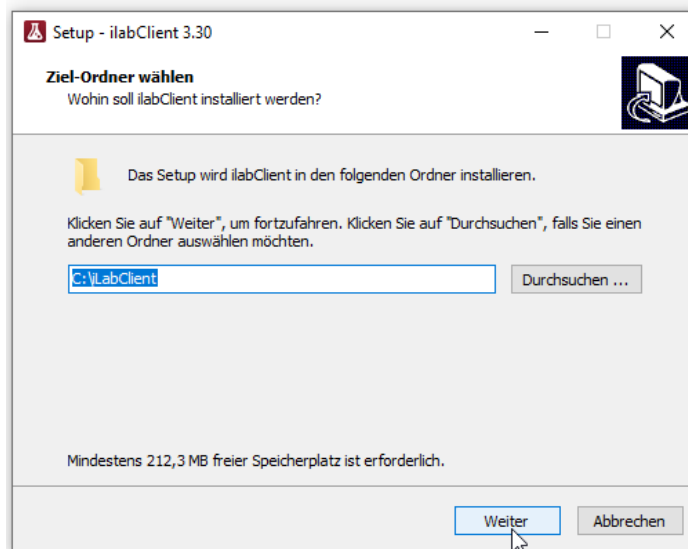 Setup - ilabClient 3.30
Ziel-Ordner wählen
Wohin soll ilabClient installiert werden?
Das Setup wird ilabClient in den folgenden Ordner installieren.
Klicken Sie auf "Weiter", um fortzufahren. Klicken Sie auf "Durchsuchen", falls Sie einen
anderen Ordner auswählen möchten.
C:\iLabClient
Durchsuchen ...
Mindestens 212,3 MB freier Speicherplatz ist erforderlich.
Weiter
Abbrechen